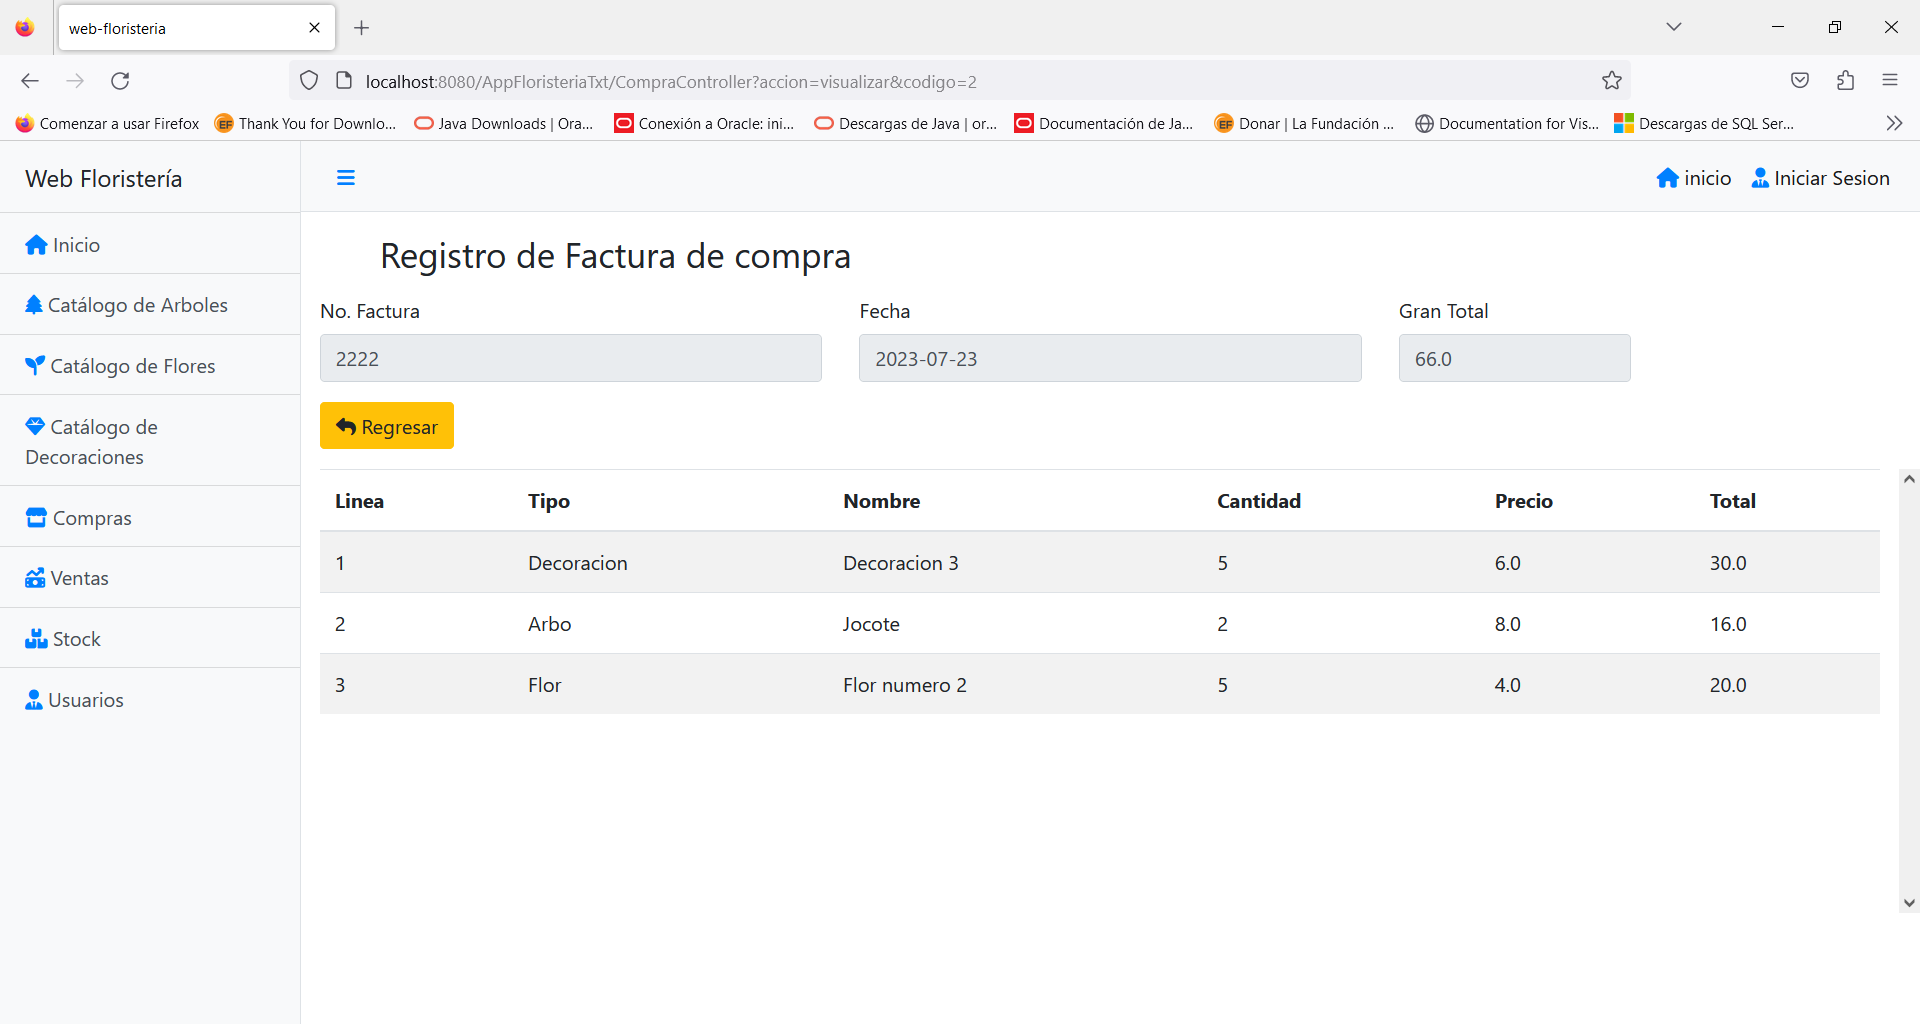 web-floristeria
localhost:8080/AppFloristeriaTxt/CompraController?accion=visualizar&codigo=2
Comenzar a usar Firefox
EF Thank You for Downlo...
Java Downloads | Ora...
Conexión a Oracle: ini...
Descargas de Java | or...
Documentación de Ja...
EF Donar | La Fundación ...
Documentation for Vis...
Descargas de SQL Ser...
Web Floristería
inicio
Iniciar Sesion
Inicio
Catálogo de Arboles
Catálogo de Flores
Catálogo de
Decoraciones
Compras
Ventas
Stock
Usuarios
Registro de Factura de compra
No. Factura Fecha Gran Total
2222 2023-07-23 66.0
Regresar
Linea Tipo Nombre Cantidad Precio Total
1 Decoracion Decoracion 3 5 6.0 30.0
2 Arbo Jocote 2 8.0 16.0
3 Flor Flor numero 2 5 4.0 20.0